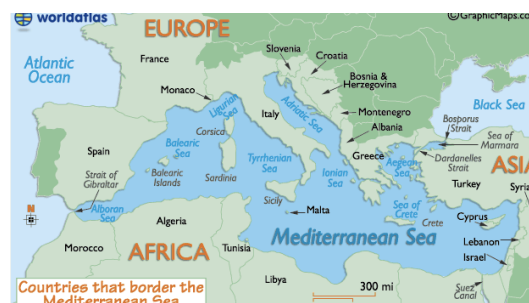 worldatlas
©GraphicMaps.co
EUROPE
Atlantic
Ocean
France
Slovenia
Croatia
Bosnia &
Herzegovina
Monaco
Ligurian
Sea
Italy
Adriatic Sea
Montenegro
Albania
Black Sea
Bosporus
Strait
Sea of
Marmara
Corsica
Balearic
Sea
Spain
Greece
Aegean
Sea
Dardanelles
Strait
ASI
Tyrrhenian
Sea
Ionian
Sea
Turkey
Syri
Strait of
Gibraltar
Balearic
Islands
Sardinia
Sicily
Alboran
Sea
Malta
Sea of
Crete
Crete
Cyprus
N
Algeria
Mediterranean Sea
Lebanon
Morocco
AFRICA
Tunisia
Israel
Libya
300 mi
Suez
Canal
Countries that border the
Mediterranean Sea